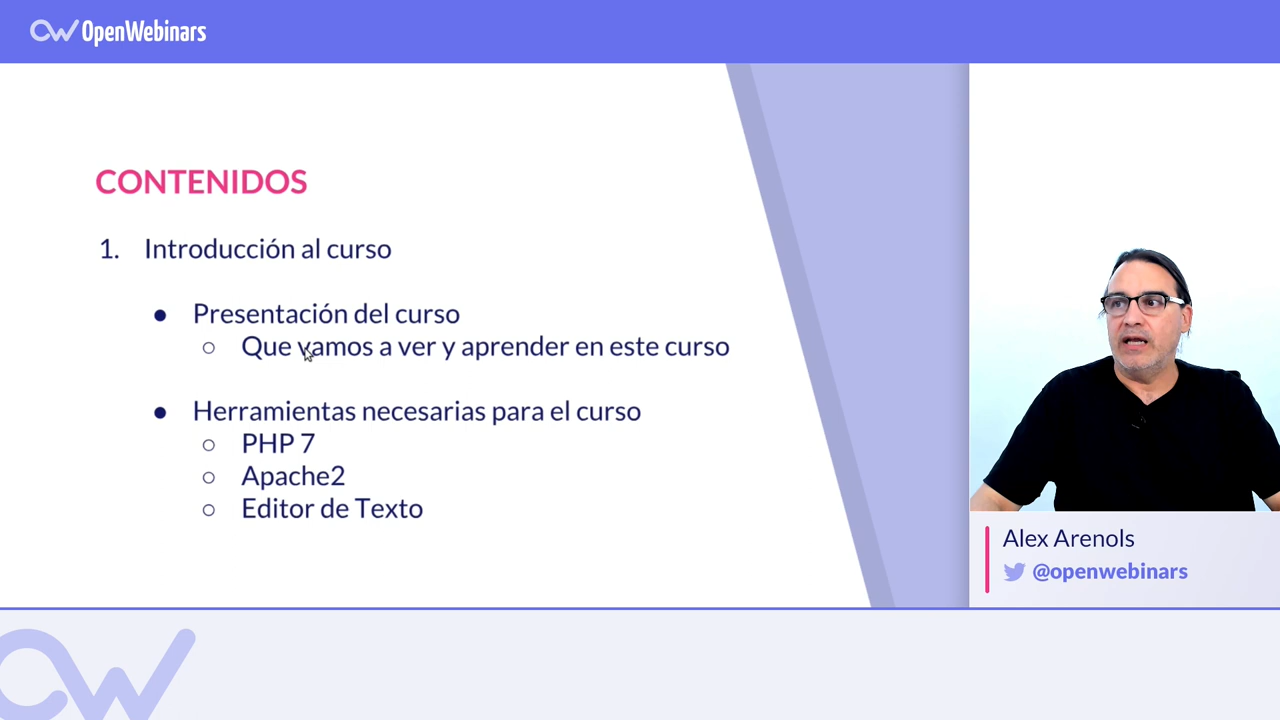 OpenWebinars
CONTENIDOS
1. Introducción al curso
● Presentación del curso
○ Que vamos a ver y aprender en este curso
● Herramientas necesarias para el curso
○ PHP 7
○ Apache2
○ Editor de Texto
Alex Arenols
@openwebinars